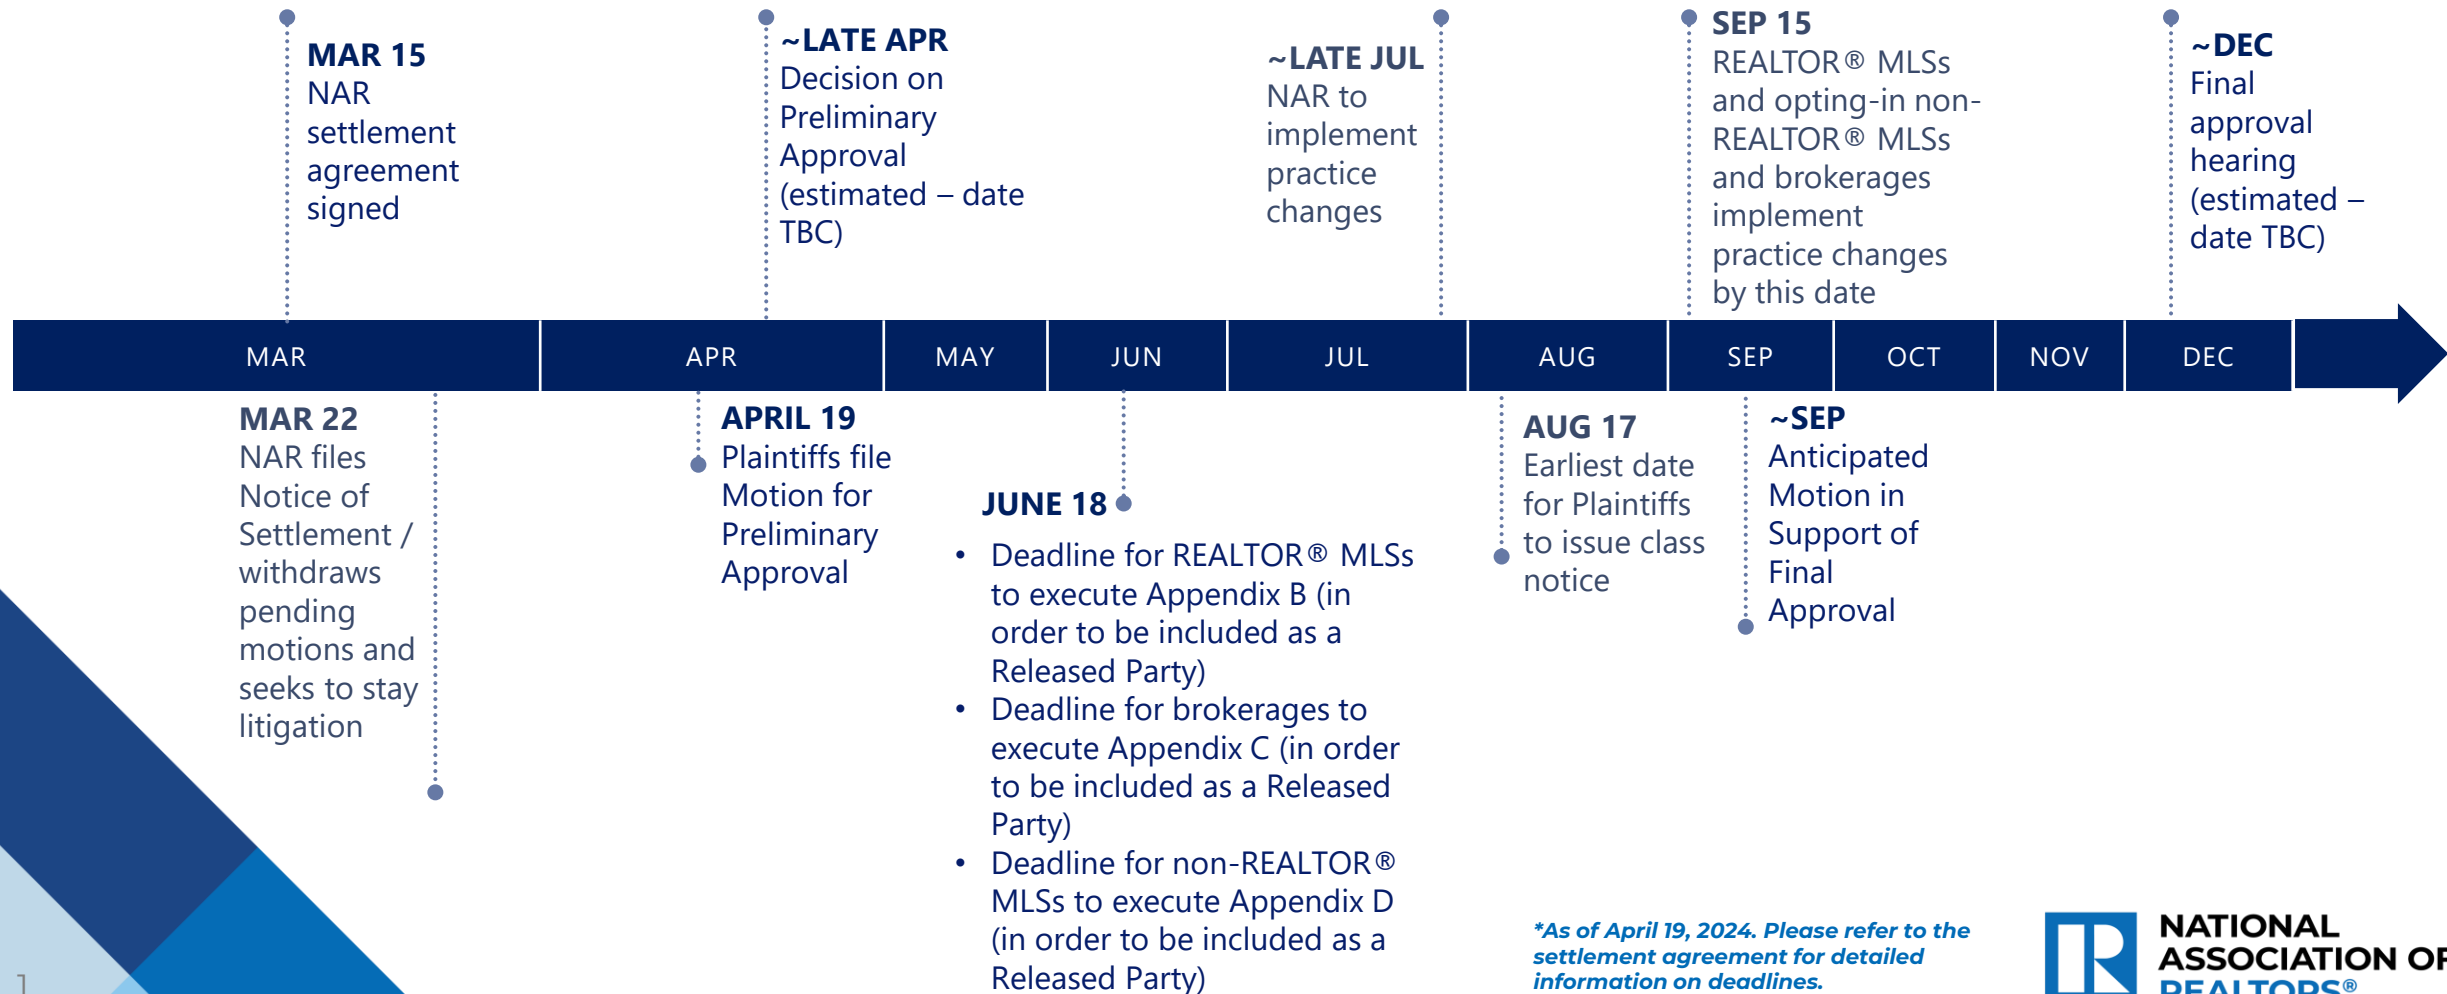 MAR 15
NAR
settlement
agreement
signed
~LATE APR
Decision on
Preliminary
Approval
(estimated – date
TBC)
~LATE JUL
NAR to
implement
practice
changes
SEP 15
REALTOR® MLSs
and opting-in non-
REALTOR® MLSs
and brokerages
implement
practice changes
by this date
~DEC
Final
approval
hearing
(estimated –
date TBC)
MAR
APR
MAY
JUN
JUL
AUG
SEP
OCT
NOV
DEC
MAR 22
NAR files
Notice of
Settlement /
withdraws
pending
motions and
seeks to stay
litigation
APRIL 19
Plaintiffs file
Motion for
Preliminary
Approval
JUNE 18
• Deadline for REALTOR® MLSs
to execute Appendix B (in
order to be included as a
Released Party)
• Deadline for brokerages to
execute Appendix C (in order
to be included as a Released
Party)
• Deadline for non-REALTOR®
MLSs to execute Appendix D
(in order to be included as a
Released Party)
AUG 17
Earliest date
for Plaintiffs
to issue class
notice
~SEP
Anticipated
Motion in
Support of
Final
Approval
*As of April 19, 2024. Please refer to the
settlement agreement for detailed
information on deadlines.
NATIONAL
ASSOCIATION OF
REALTORS®
1